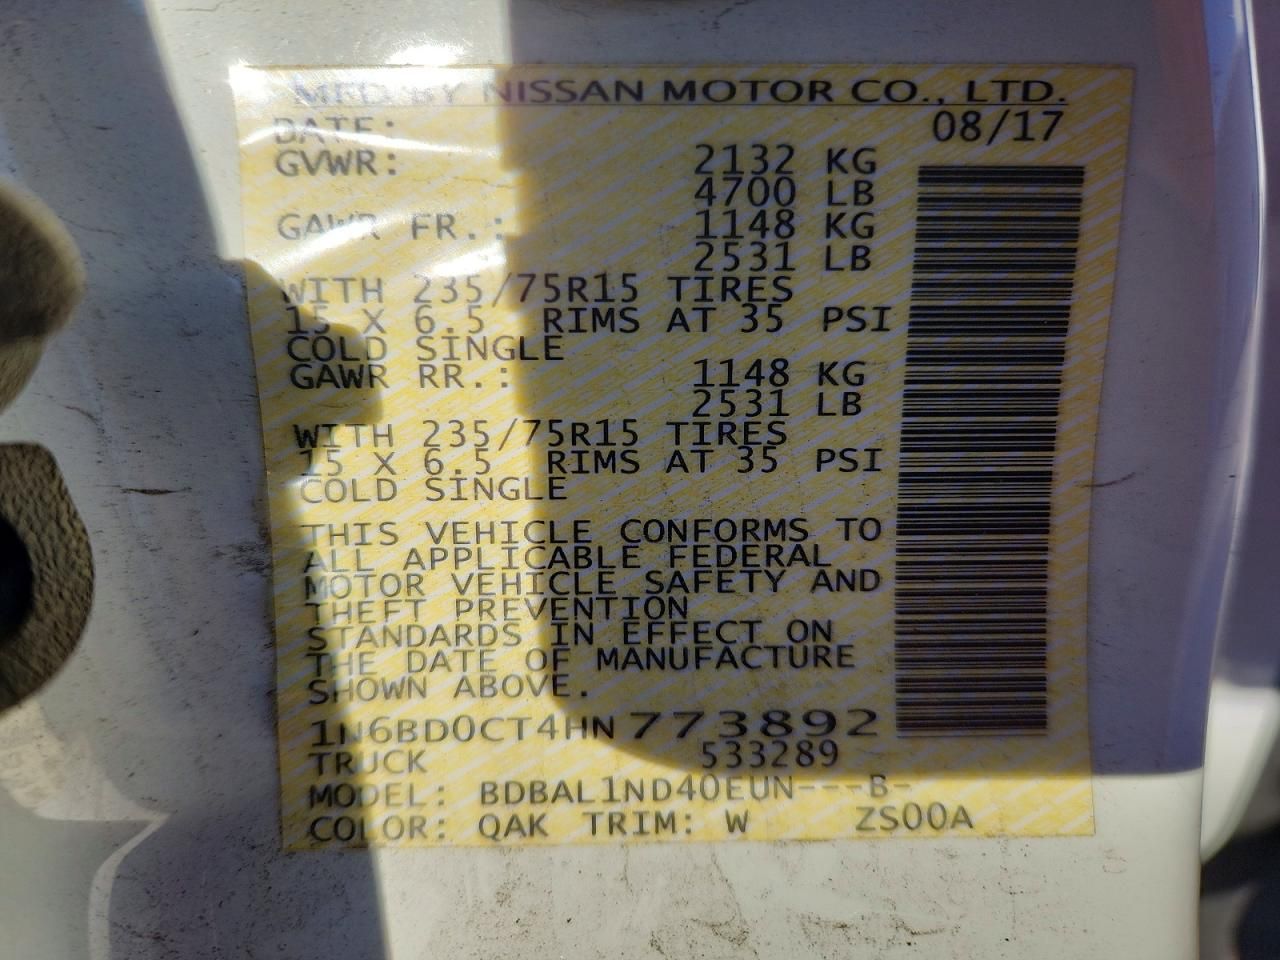 MFD. BY NISSAN MOTOR CO., LTD.
DATE: 08/17
GVWR: 2132 KG
4700 LB
GAWR FR.: 1148 KG
2531 LB
WITH 235/75R15 TIRES
15 X 6.5 RIMS AT 35 PSI
COLD SINGLE
GAWR RR.: 1148 KG
2531 LB
WITH 235/75R15 TIRES
15 X 6.5 RIMS AT 35 PSI
COLD SINGLE
THIS VEHICLE CONFORMS TO
ALL APPLICABLE FEDERAL
MOTOR VEHICLE SAFETY AND
THEFT PREVENTION
STANDARDS IN EFFECT ON
THE DATE OF MANUFACTURE
SHOWN ABOVE.
1N6BD0CT4HN773892
TRUCK 533289
MODEL: BDBAL1ND40EUN---B-
COLOR: QAK TRIM: W ZS00A